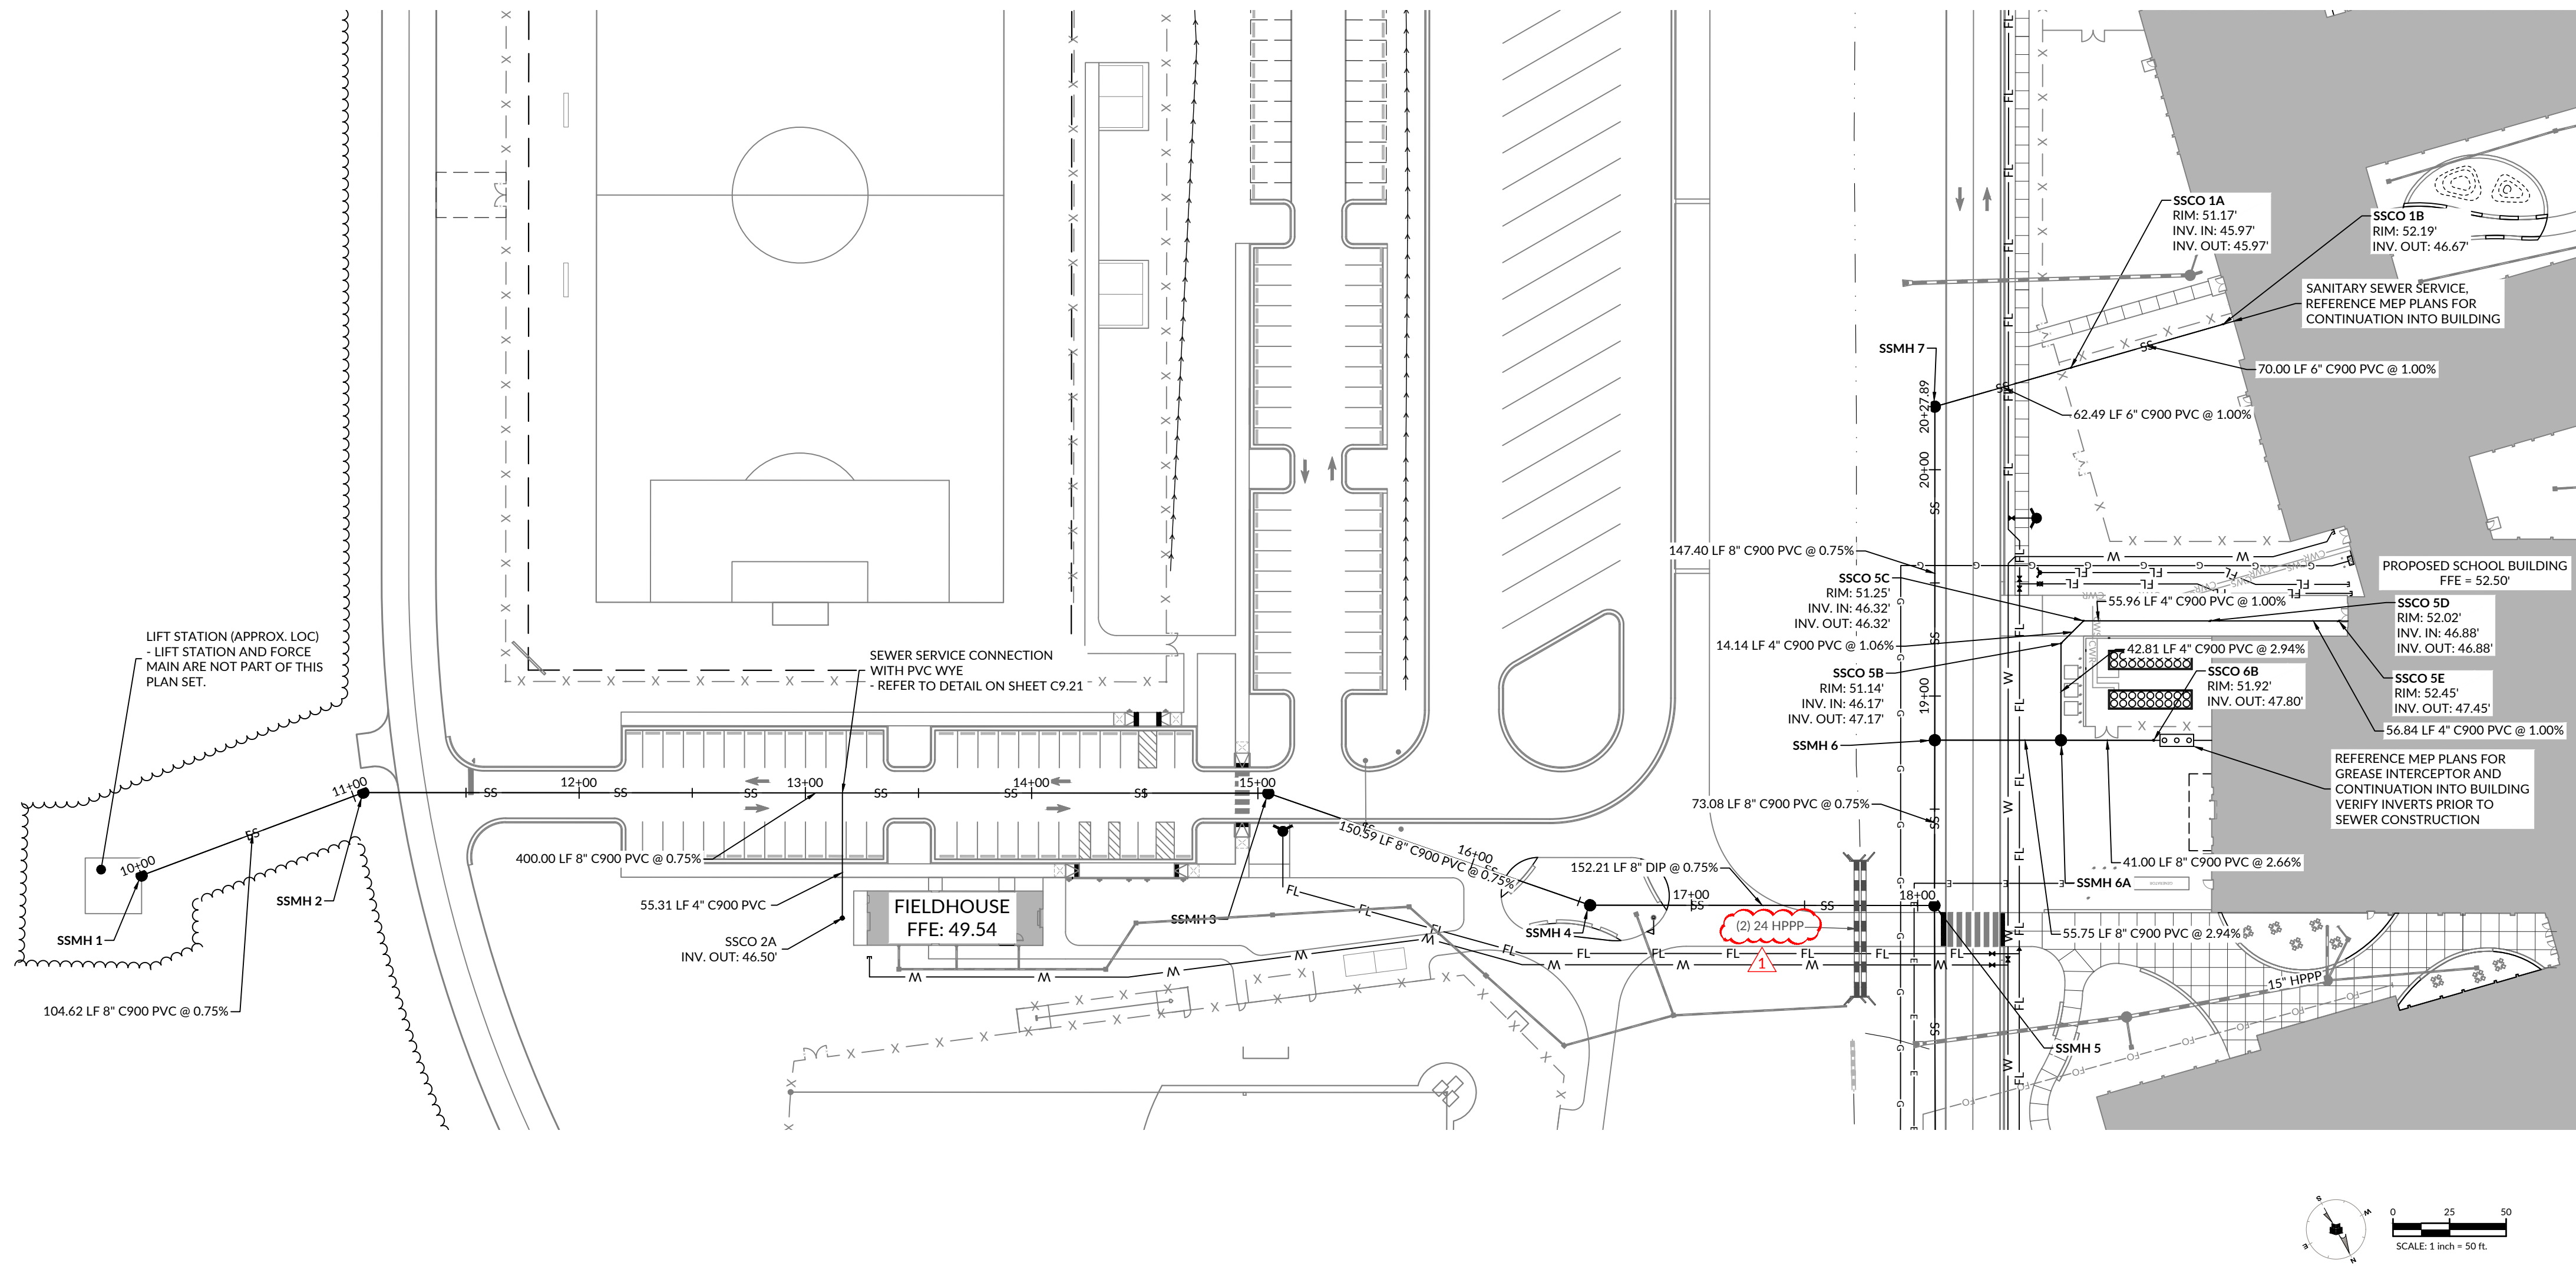 SSCO 1A
RIM: 51.17'
INV. IN: 45.97'
INV. OUT: 45.97'
SSCO 1B
RIM: 52.19'
INV. OUT: 46.67'
SANITARY SEWER SERVICE,
REFERENCE MEP PLANS FOR
CONTINUATION INTO BUILDING
SSMH 7
70.00 LF 6" C900 PVC @ 1.00%
62.49 LF 6" C900 PVC @ 1.00%
20+27.89
20+00
147.40 LF 8" C900 PVC @ 0.75%
SSCO 5C
RIM: 51.25'
INV. IN: 46.32'
INV. OUT: 46.32'
14.14 LF 4" C900 PVC @ 1.06%
SSCO 5B
RIM: 51.14'
INV. IN: 46.17'
INV. OUT: 47.17'
19+00
SSMH 6
PROPOSED SCHOOL BUILDING
FFE = 52.50'
55.96 LF 4" C900 PVC @ 1.00%
SSCO 5D
RIM: 52.02'
INV. IN: 46.88'
INV. OUT: 46.88'
42.81 LF 4" C900 PVC @ 2.94%
SSCO 6B
RIM: 51.92'
INV. OUT: 47.80'
SSCO 5E
RIM: 52.45'
INV. OUT: 47.45'
56.84 LF 4" C900 PVC @ 1.00%
REFERENCE MEP PLANS FOR
GREASE INTERCEPTOR AND
CONTINUATION INTO BUILDING
VERIFY INVERTS PRIOR TO
SEWER CONSTRUCTION
LIFT STATION (APPROX. LOC)
- LIFT STATION AND FORCE
MAIN ARE NOT PART OF THIS
PLAN SET.
SEWER SERVICE CONNECTION
WITH PVC WYE
- REFER TO DETAIL ON SHEET C9.21
10+00
11+00
12+00
13+00
14+00
15+00
16+00
17+00
18+00
73.08 LF 8" C900 PVC @ 0.75%
150.59 LF 8" C900 PVC @ 0.75%
400.00 LF 8" C900 PVC @ 0.75%
152.21 LF 8" DIP @ 0.75%
41.00 LF 8" C900 PVC @ 2.66%
SSMH 6A
SSMH 2
55.31 LF 4" C900 PVC
FIELDHOUSE
FFE: 49.54
SSMH 3
SSMH 4
(2) 24 HPPP
1
55.75 LF 8" C900 PVC @ 2.94%
SSMH 1
SSCO 2A
INV. OUT: 46.50'
15" HPPP
104.62 LF 8" C900 PVC @ 0.75%
SSMH 5
S
W
E
N
0 25 50
SCALE: 1 inch = 50 ft.